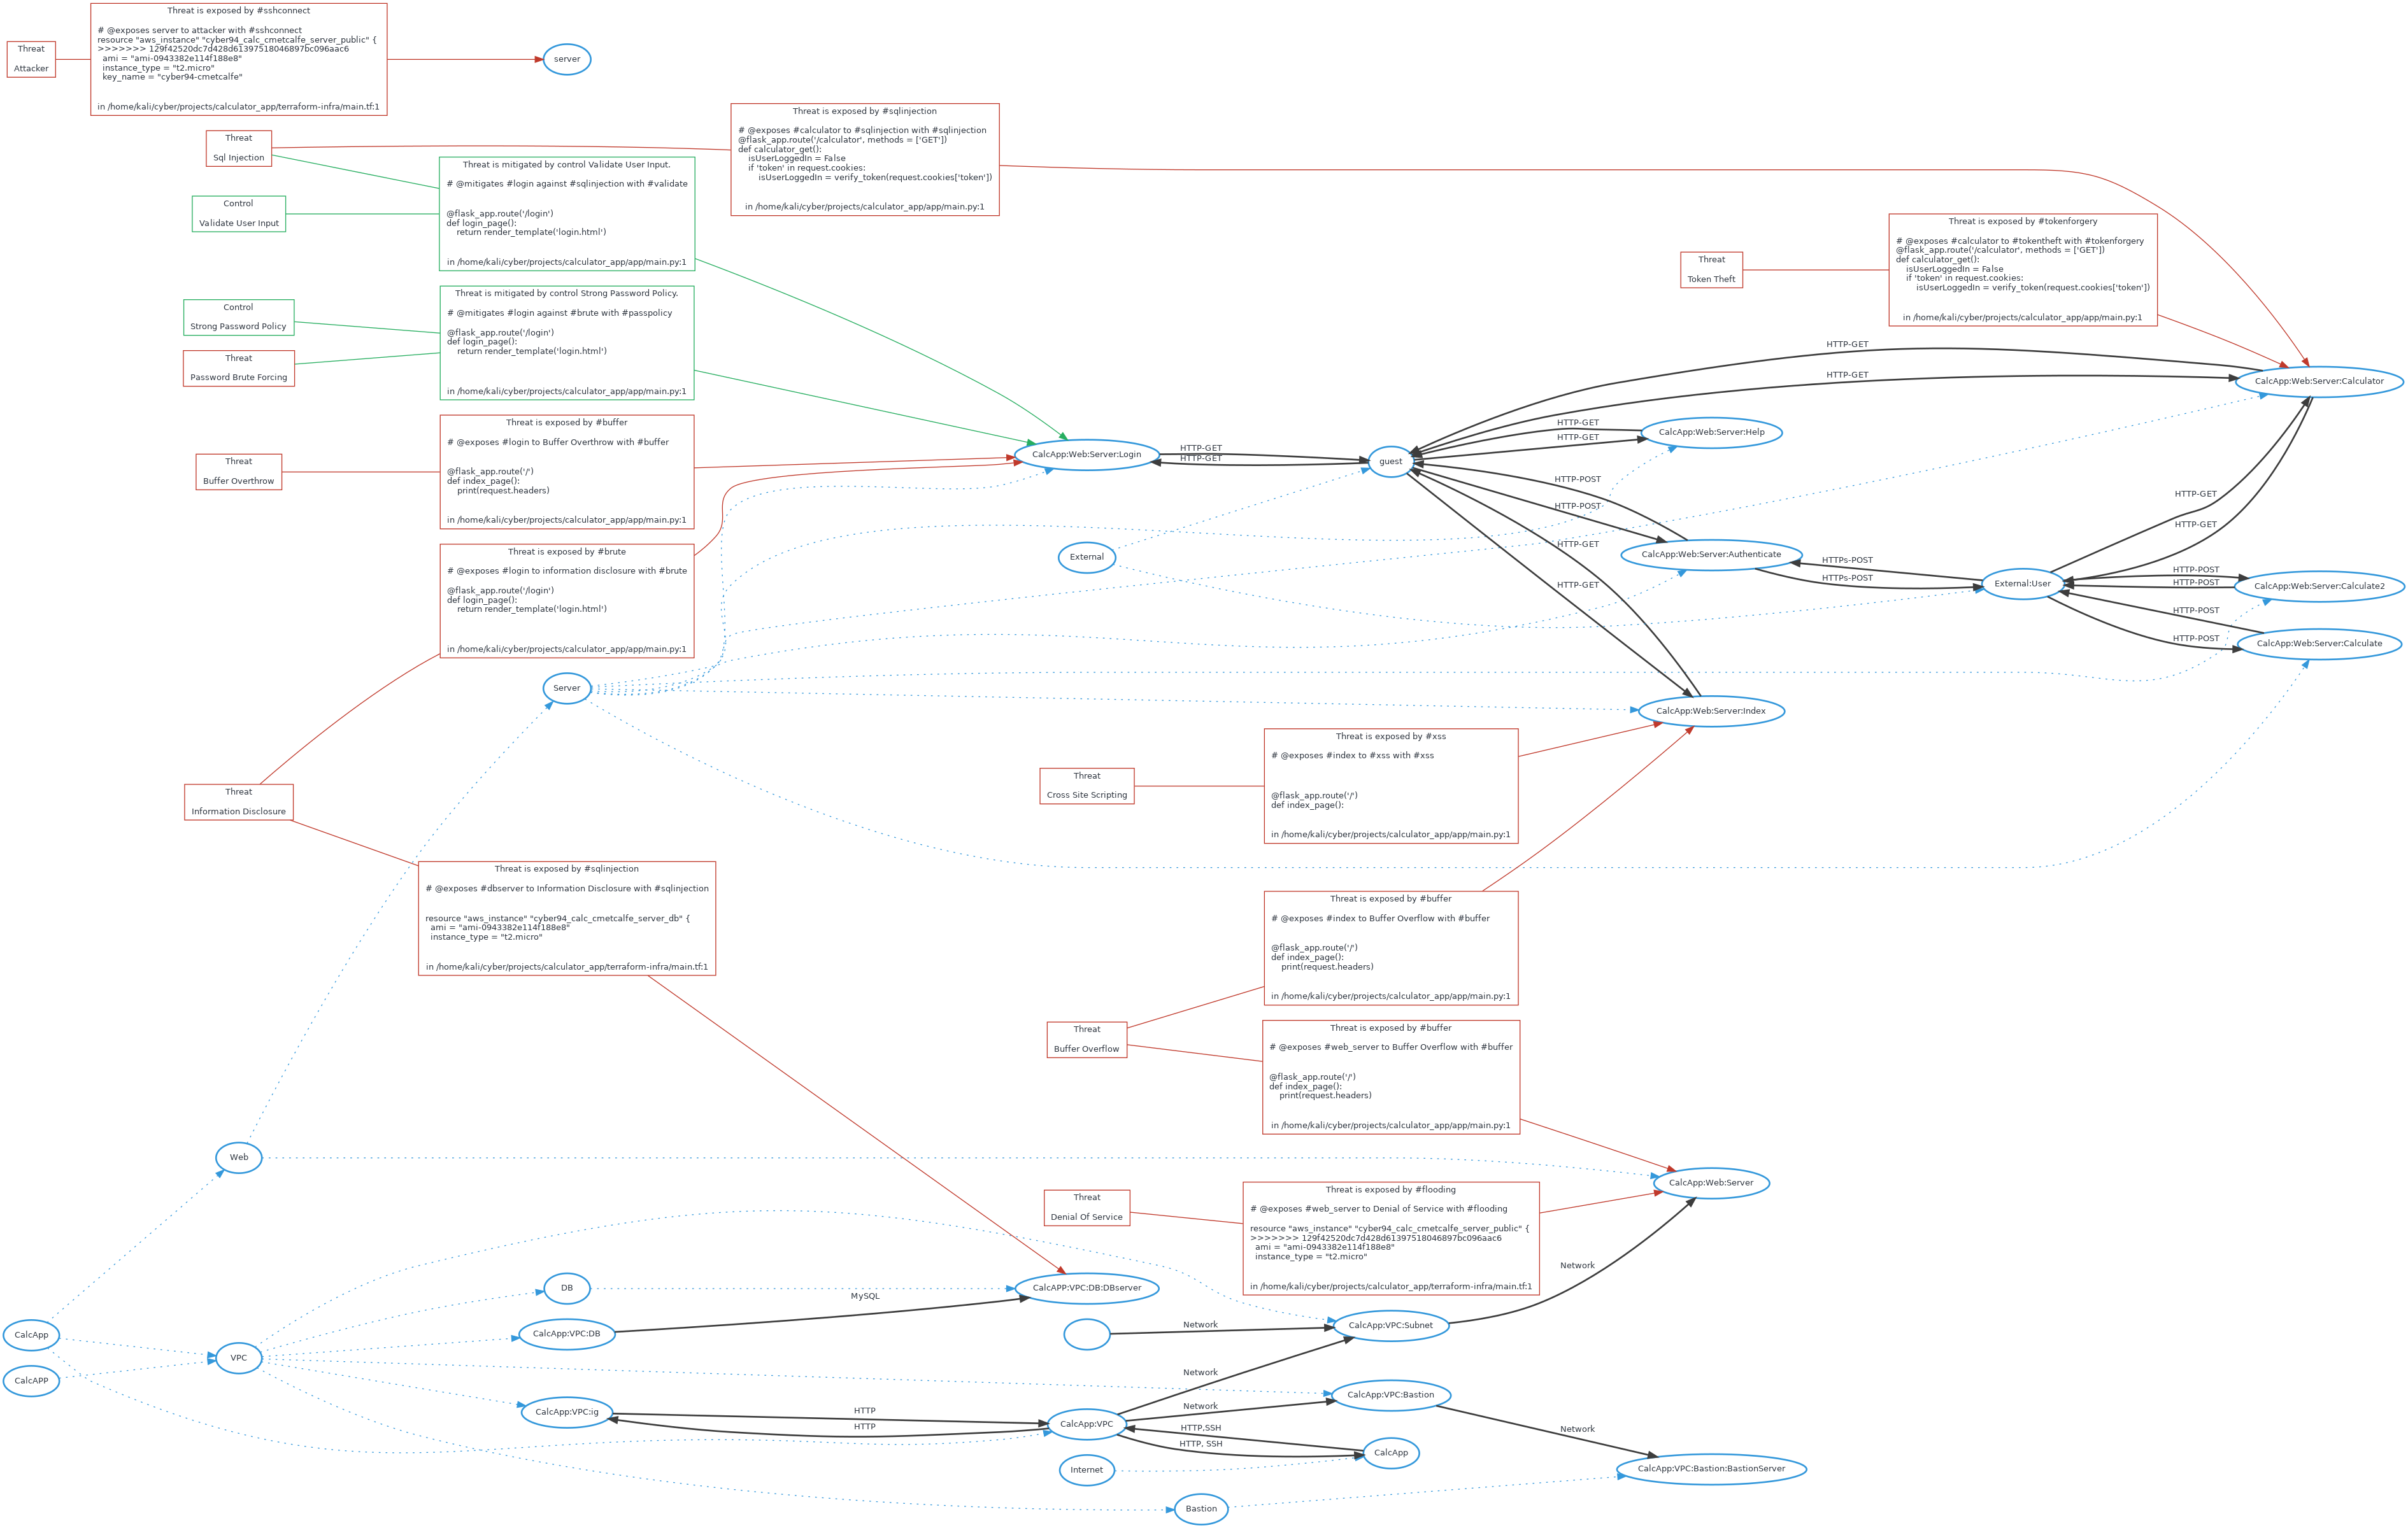 Threat is exposed by #sshconnect
# @exposes server to attacker with #sshconnect
resource "aws_instance" "cyber94_calc_cmetcalfe_server_public" {
>>>>>>> 129f42520dc7d428d61397518046897bc096aac6
ami = "ami-0943382e114f188e8"
instance_type = "t2.micro"
key_name = "cyber94-cmetcalfe"
in /home/kali/cyber/projects/calculator_app/terraform-infra/main.tf:1
Threat
Attacker
server
Threat is exposed by #sqlinjection
# @exposes #calculator to #sqlinjection with #sqlinjection
@flask_app.route('/calculator', methods = ['GET'])
def calculator_get():
isUserLoggedIn = False
if 'token' in request.cookies:
isUserLoggedIn = verify_token(request.cookies['token'])
in /home/kali/cyber/projects/calculator_app/app/main.py:1
Threat
Sql Injection
Threat is mitigated by control Validate User Input.
# @mitigates #login against #sqlinjection with #validate
@flask_app.route('/login')
def login_page():
return render_template('login.html')
in /home/kali/cyber/projects/calculator_app/app/main.py:1
Control
Validate User Input
Threat is exposed by #tokenforgery
# @exposes #calculator to #tokentheft with #tokenforgery
@flask_app.route('/calculator', methods = ['GET'])
def calculator_get():
isUserLoggedIn = False
if 'token' in request.cookies:
isUserLoggedIn = verify_token(request.cookies['token'])
in /home/kali/cyber/projects/calculator_app/app/main.py:1
Threat
Token Theft
Threat is mitigated by control Strong Password Policy.
# @mitigates #login against #brute with #passpolicy
@flask_app.route('/login')
def login_page():
return render_template('login.html')
in /home/kali/cyber/projects/calculator_app/app/main.py:1
Control
Strong Password Policy
Threat
Password Brute Forcing
HTTP-GET
HTTP-GET
CalcApp:Web:Server:Calculator
Threat is exposed by #buffer
# @exposes #login to Buffer Overthrow with #buffer
@flask_app.route('/')
def index_page():
print(request.headers)
in /home/kali/cyber/projects/calculator_app/app/main.py:1
Threat
Buffer Overthrow
CalcApp:Web:Server:Login
HTTP-GET
HTTP-GET
guest
HTTP-GET
HTTP-GET
CalcApp:Web:Server:Help
HTTP-POST
HTTP-POST
HTTP-GET
HTTP-GET
HTTP-GET
HTTP-GET
Threat is exposed by #brute
# @exposes #login to information disclosure with #brute
@flask_app.route('/login')
def login_page():
return render_template('login.html')
in /home/kali/cyber/projects/calculator_app/app/main.py:1
External
CalcApp:Web:Server:Authenticate
HTTPs-POST
HTTPs-POST
External:User
HTTP-POST
HTTP-POST
CalcApp:Web:Server:Calculate2
HTTP-POST
HTTP-POST
CalcApp:Web:Server:Calculate
Server
CalcApp:Web:Server:Index
Threat is exposed by #xss
# @exposes #index to #xss with #xss
@flask_app.route('/')
def index_page():
in /home/kali/cyber/projects/calculator_app/app/main.py:1
Threat
Cross Site Scripting
Threat
Information Disclosure
Threat is exposed by #sqlinjection
# @exposes #dbserver to Information Disclosure with #sqlinjection
resource "aws_instance" "cyber94_calc_cmetcalfe_server_db" {
ami = "ami-0943382e114f188e8"
instance_type = "t2.micro"
in /home/kali/cyber/projects/calculator_app/terraform-infra/main.tf:1
Threat is exposed by #buffer
# @exposes #index to Buffer Overflow with #buffer
@flask_app.route('/')
def index_page():
print(request.headers)
in /home/kali/cyber/projects/calculator_app/app/main.py:1
Threat
Buffer Overflow
Threat is exposed by #buffer
# @exposes #web_server to Buffer Overflow with #buffer
@flask_app.route('/')
def index_page():
print(request.headers)
in /home/kali/cyber/projects/calculator_app/app/main.py:1
Web
CalcApp:Web:Server
Threat
Denial Of Service
Threat is exposed by #flooding
# @exposes #web_server to Denial of Service with #flooding
resource "aws_instance" "cyber94_calc_cmetcalfe_server_public" {
>>>>>>> 129f42520dc7d428d61397518046897bc096aac6
ami = "ami-0943382e114f188e8"
instance_type = "t2.micro"
in /home/kali/cyber/projects/calculator_app/terraform-infra/main.tf:1
Network
DB
CalcAPP:VPC:DB:DBserver
MySQL
CalcApp
CalcApp:VPC:DB
Network
CalcApp:VPC:Subnet
VPC
CalcAPP
Network
CalcApp:VPC:Bastion
Network
CalcApp:VPC:ig
HTTP
HTTP
CalcApp:VPC
HTTP,SSH
HTTP, SSH
CalcApp
Network
Internet
CalcApp:VPC:Bastion:BastionServer
Bastion